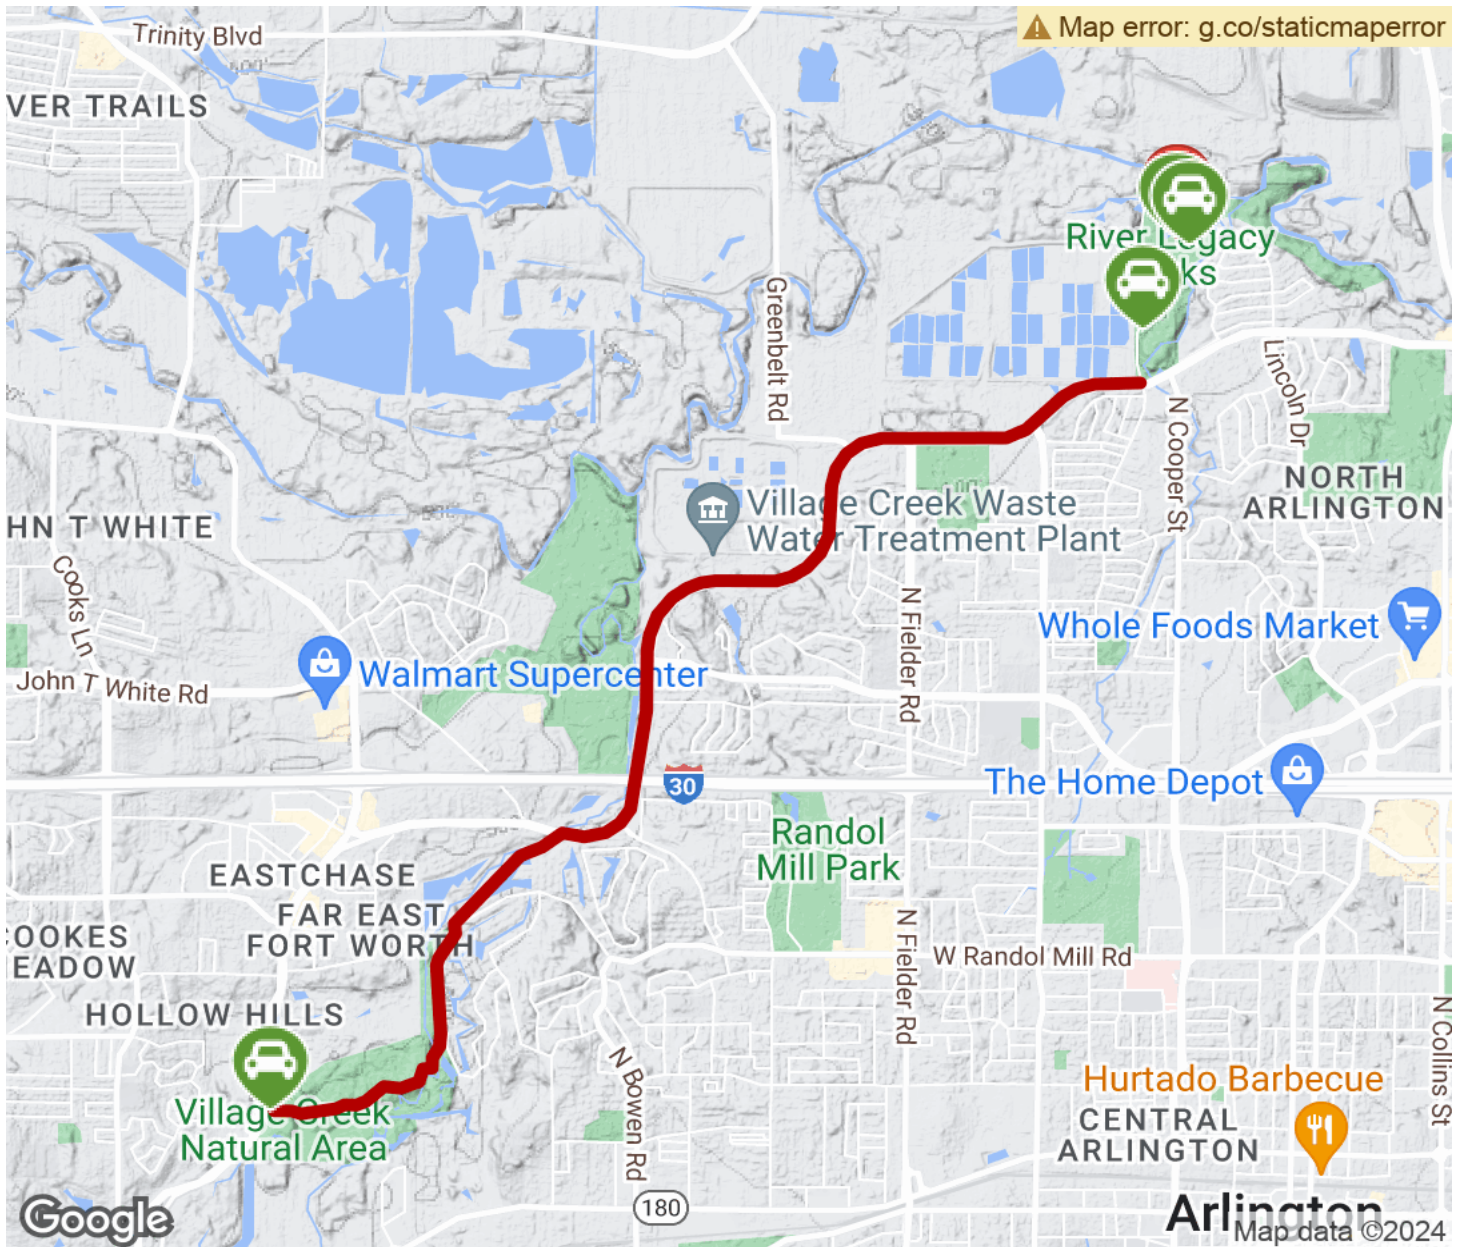 Trinity Blvd
Map error: g.co/staticmaperror
VER TRAILS
River Legacy
ks
Greenbelt Rd
Lincoln Dr
N Cooper St
NORTH
ARLINGTON
HN T WHITE
Village Creek Waste
Water Treatment Plant
Cooks Ln
N Fielder Rd
Whole Foods Market
Walmart Supercenter
John T White Rd
30
The Home Depot
Randol
Mill Park
EASTCHASE
FAR EAST
FORT WORTH
COOKES
EADOW
N Fielder Rd
W Randol Mill Rd
HOLLOW HILLS
N Collins St
N Bowen Rd
Hurtado Barbecue
Village Creek
Natural Area
CENTRAL
ARLINGTON
180
Arlington
Google
Map data ©2024